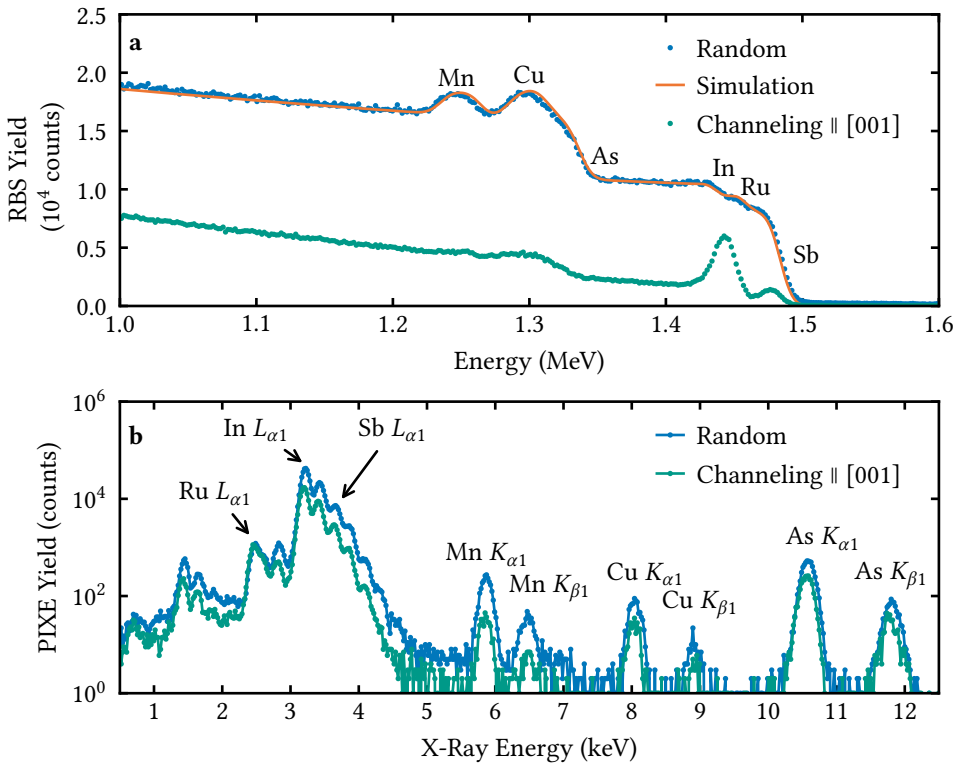 a
Random
Simulation
Channeling ∥ [001]
Mn
Cu
As
In
Ru
Sb
2.5
2.0
1.5
1.0
0.5
0.0
RBS Yield
(10⁴ counts)
1.0 1.1 1.2 1.3 1.4 1.5 1.6
Energy (MeV)
b
Random
Channeling ∥ [001]
In Lα1
Sb Lα1
Ru Lα1
Mn Kα1
Mn Kβ1
Cu Kα1
Cu Kβ1
As Kα1
As Kβ1
10⁶
10⁴
10²
10⁰
PIXE Yield (counts)
1 2 3 4 5 6 7 8 9 10 11 12
X-Ray Energy (keV)